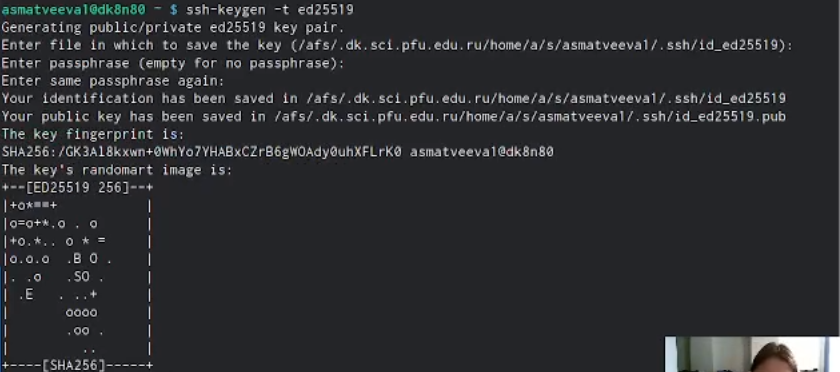 asmatveeva1@dk8n80 ~ $ ssh-keygen -t ed25519
Generating public/private ed25519 key pair.
Enter file in which to save the key (/afs/.dk.sci.pfu.edu.ru/home/a/s/asmatveeva1/.ssh/id_ed25519):
Enter passphrase (empty for no passphrase):
Enter same passphrase again:
Your identification has been saved in /afs/.dk.sci.pfu.edu.ru/home/a/s/asmatveeva1/.ssh/id_ed25519
Your public key has been saved in /afs/.dk.sci.pfu.edu.ru/home/a/s/asmatveeva1/.ssh/id_ed25519.pub
The key fingerprint is:
SHA256:/GK3Al8kxwn+0WhYo7YHABxCZrB6gWOAdy0uhXFLrK0 asmatveeva1@dk8n80
The key's randomart image is:
+--[ED25519 256]--+
|+o*==+           |
|o=o+*.o . o      |
|+o.*.. o * =     |
|o.o.o  .B O .    |
|. .o   .SO .     |
| .E   . ..+      |
|       oooo      |
|       .oo .     |
|         ..      |
+----[SHA256]-----+